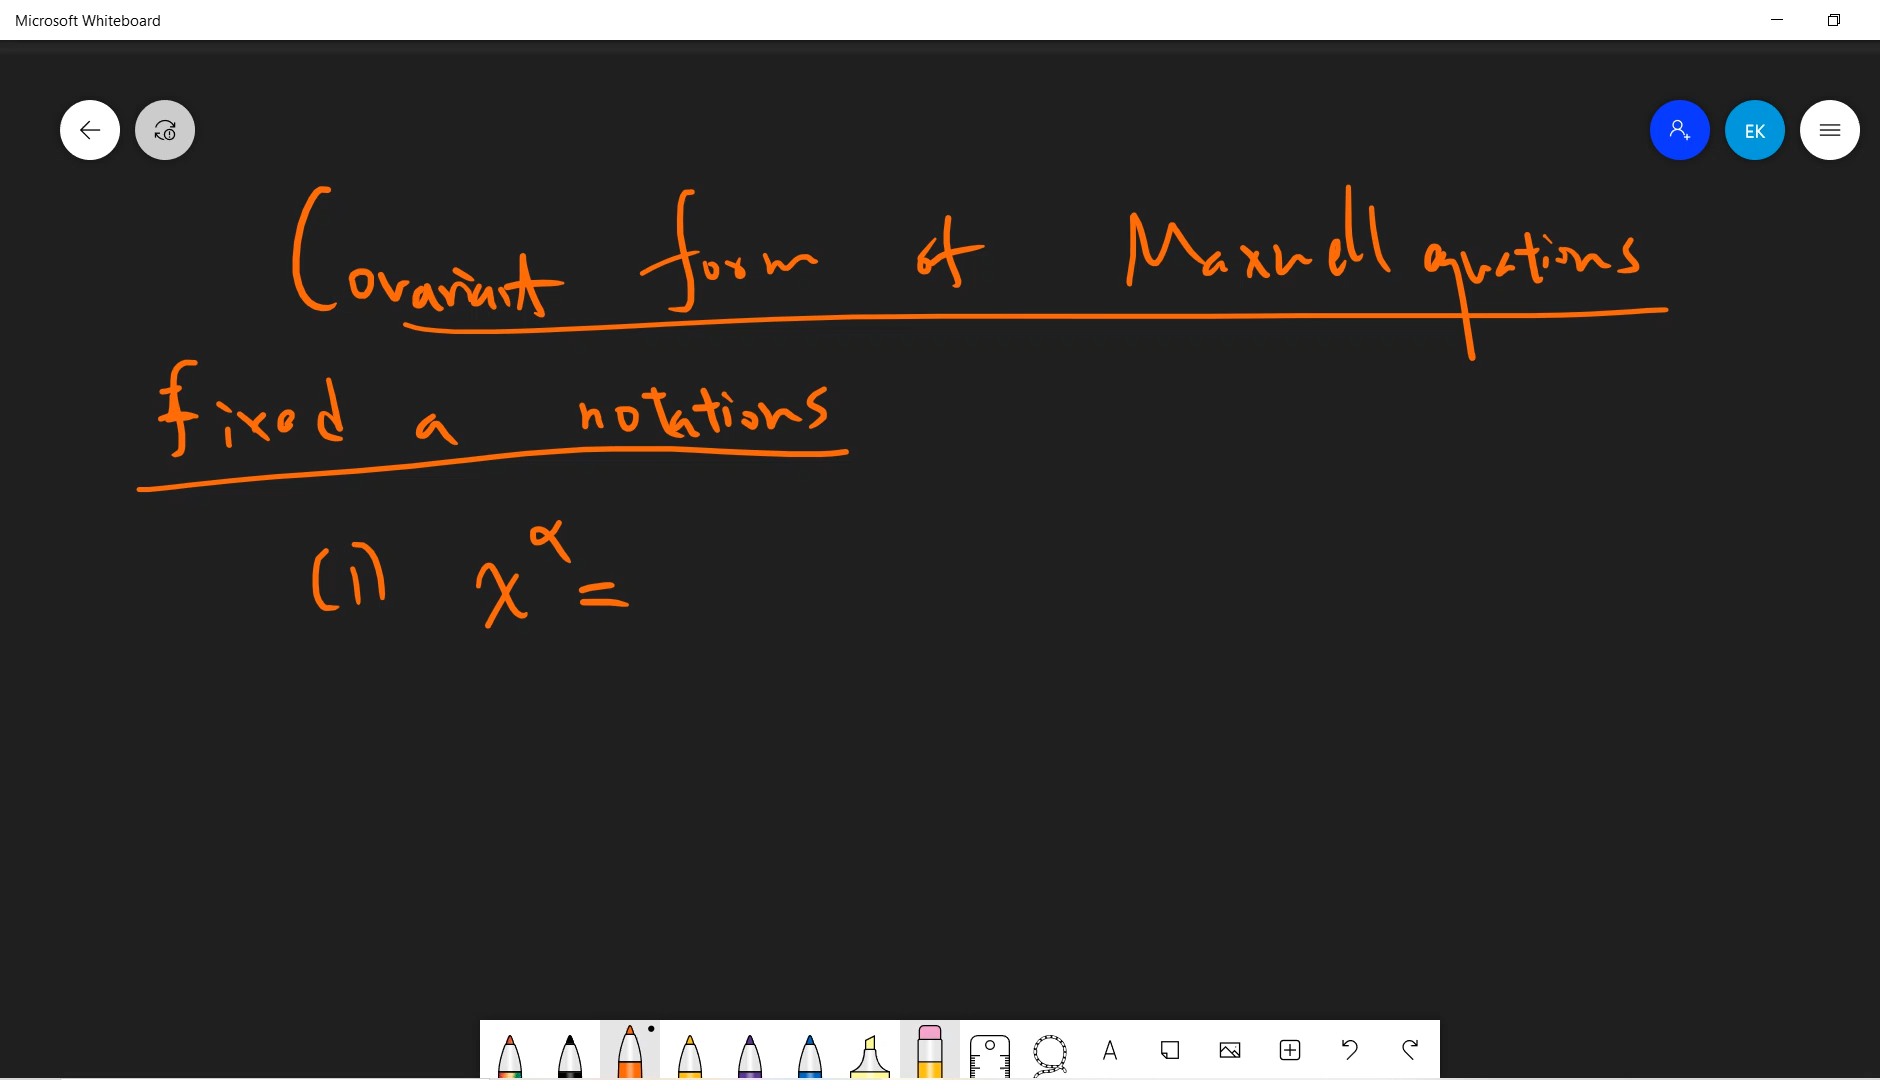 Microsoft Whiteboard
EK
Covariant form of Maxwell equations
fixed a notations
(1) x^α =
A